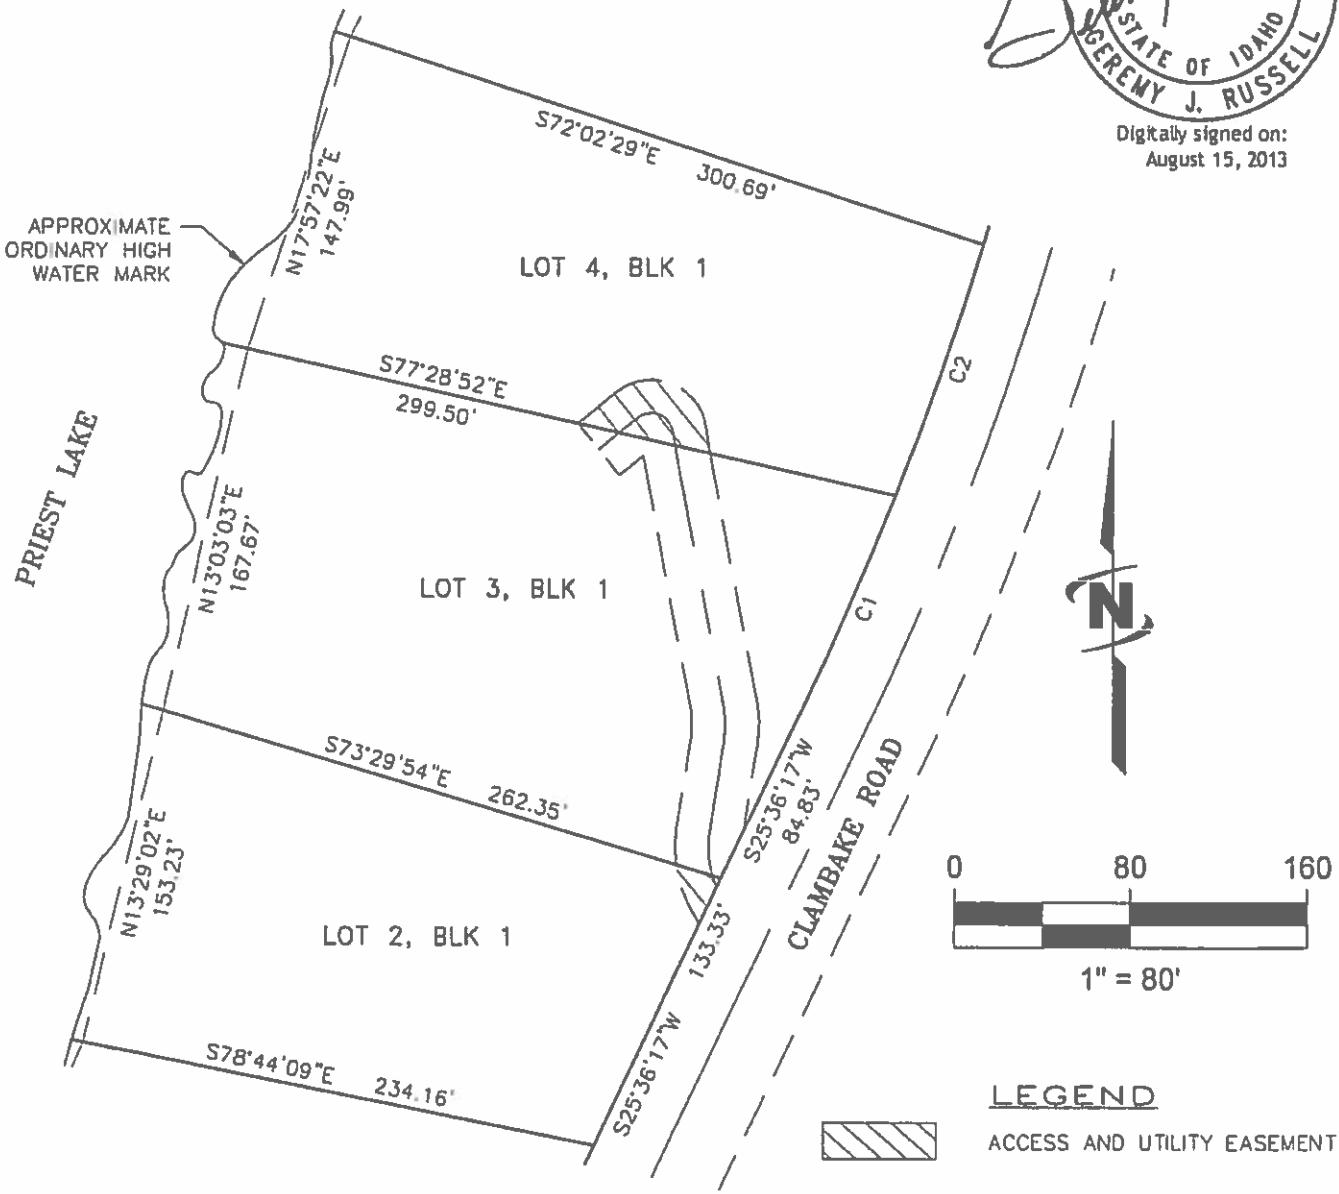 STATE OF IDAHO
GEREMY J. RUSSELL
Digitally signed on:
August 15, 2013
S72°02'29"E 300.69'
N17°57'22"E
147.99'
APPROXIMATE
ORDINARY HIGH
WATER MARK
LOT 4, BLK 1
S77°28'52"E
299.50'
C2
PRIEST LAKE
N13°03'03"E
167.67'
LOT 3, BLK 1
C1
N
S73°29'54"E 262.35'
S25°36'17"W
84.83'
CLAMBAKE ROAD
N13°29'02"E
153.23'
LOT 2, BLK 1
S25°36'17"W 133.33'
0 80 160
1" = 80'
S78°44'09"E 234.16'
LEGEND
ACCESS AND UTILITY EASEMENT